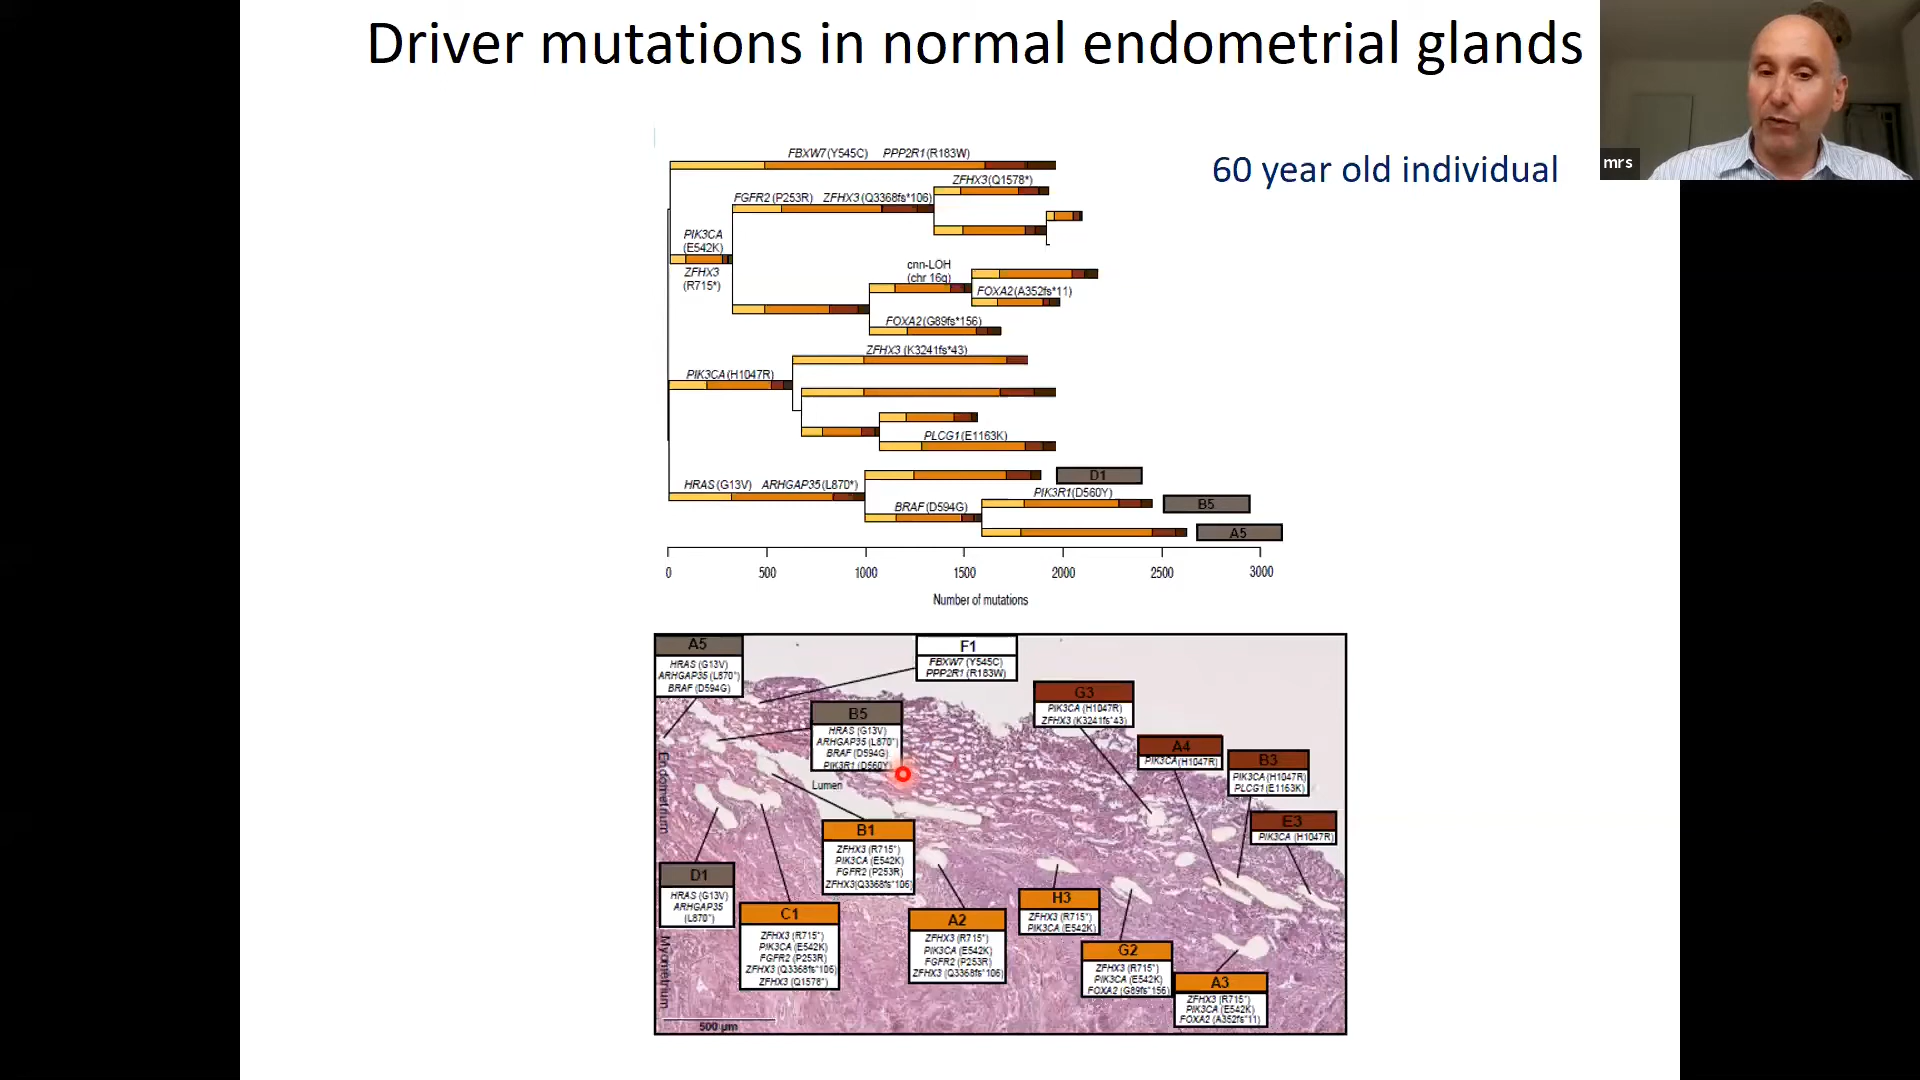 Driver mutations in normal endometrial glands
mrs
60 year old individual
FBXW7(Y545C) PPP2R1(R183W)
ZFHX3(Q1578*)
FGFR2(P253R) ZFHX3(Q3368fs*106)
PIK3CA
(E542K)
ZFHX3
(R715*)
cnn-LOH
(chr 16q)
FOXA2(A352fs*11)
FOXA2(G89fs*156)
ZFHX3 (K3241fs*43)
PIK3CA(H1047R)
PLCG1(E1163K)
D1
HRAS(G13V) ARHGAP35(L870*)
PIK3R1(D560Y)
B5
BRAF(D594G)
A5
0 500 1000 1500 2000 2500 3000
Number of mutations
A5
HRAS (G13V)
ARHGAP35 (L870*)
BRAF (D594G)
F1
FBXW7 (Y545C)
PPP2R1 (R183W)
B5
HRAS (G13V)
ARHGAP35 (L870*)
BRAF (D594G)
PIK3R1 (D560Y)
G3
PIK3CA (H1047R)
ZFHX3 (K3241fs*43)
A4
PIK3CA(H1047R)
B3
PIK3CA(H1047R)
PLCG1(E1163K)
E3
PIK3CA (H1047R)
Endometrium
Lumen
B1
ZFHX3 (R715*)
PIK3CA (E542K)
FGFR2 (P253R)
ZFHX3(Q3368fs*106)
D1
HRAS (G13V)
ARHGAP35
(L870*)
C1
ZFHX3 (R715*)
PIK3CA (E542K)
FGFR2 (P253R)
ZFHX3 (Q3368fs*106)
ZFHX3 (Q1578*)
A2
ZFHX3 (R715*)
PIK3CA (E542K)
FGFR2 (P253R)
ZFHX3 (Q3368fs*106)
H3
ZFHX3 (R715*)
PIK3CA (E542K)
G2
ZFHX3 (R715*)
PIK3CA (E542K)
FOXA2 (G89fs*156)
A3
ZFHX3 (R715*)
PIK3CA (E542K)
FOXA2 (A352fs*11)
Myometrium
500 µm